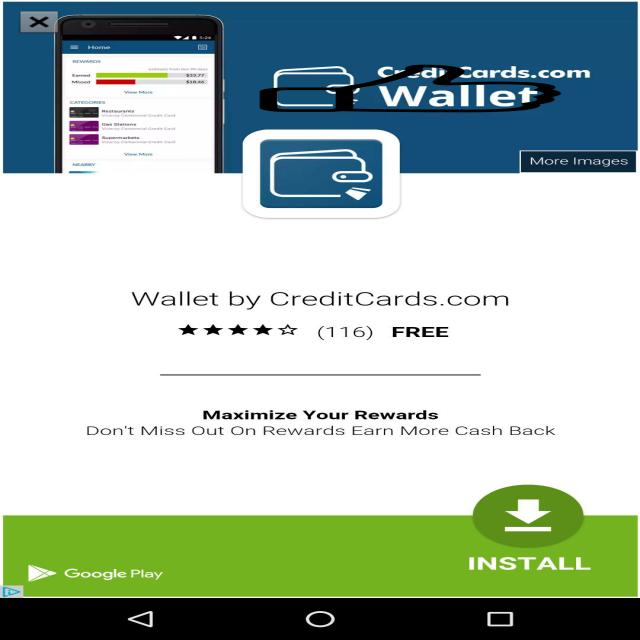 5:26
Home
REWARDS
Earned $33.77
Missed $18.46
View More
CATEGORIES
Restaurants
Gas Stations
Supermarkets
View More
NEARBY
CreditCards.com
Wallet
More Images
Wallet by CreditCards.com
(116) FREE
Maximize Your Rewards
Don't Miss Out On Rewards Earn More Cash Back
INSTALL
Google Play